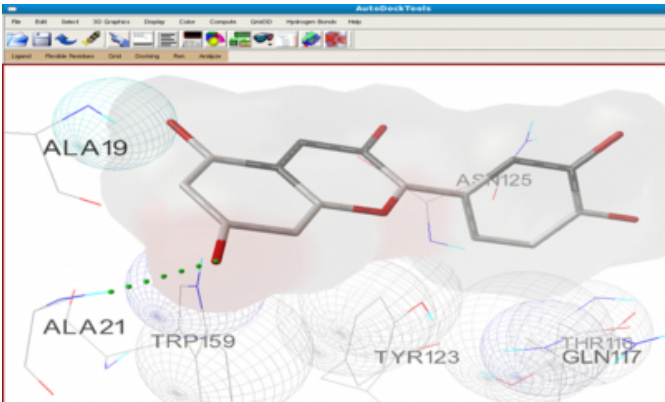 AutoDockTools
File Edit Select 3D Graphics Display Color Compute Grid3D Hydrogen Bonds Help
Ligand Flexible Residues Grid Docking Run Analyze
ALA19
ASN125
ALA21
TRP159
TYR123
GLN117